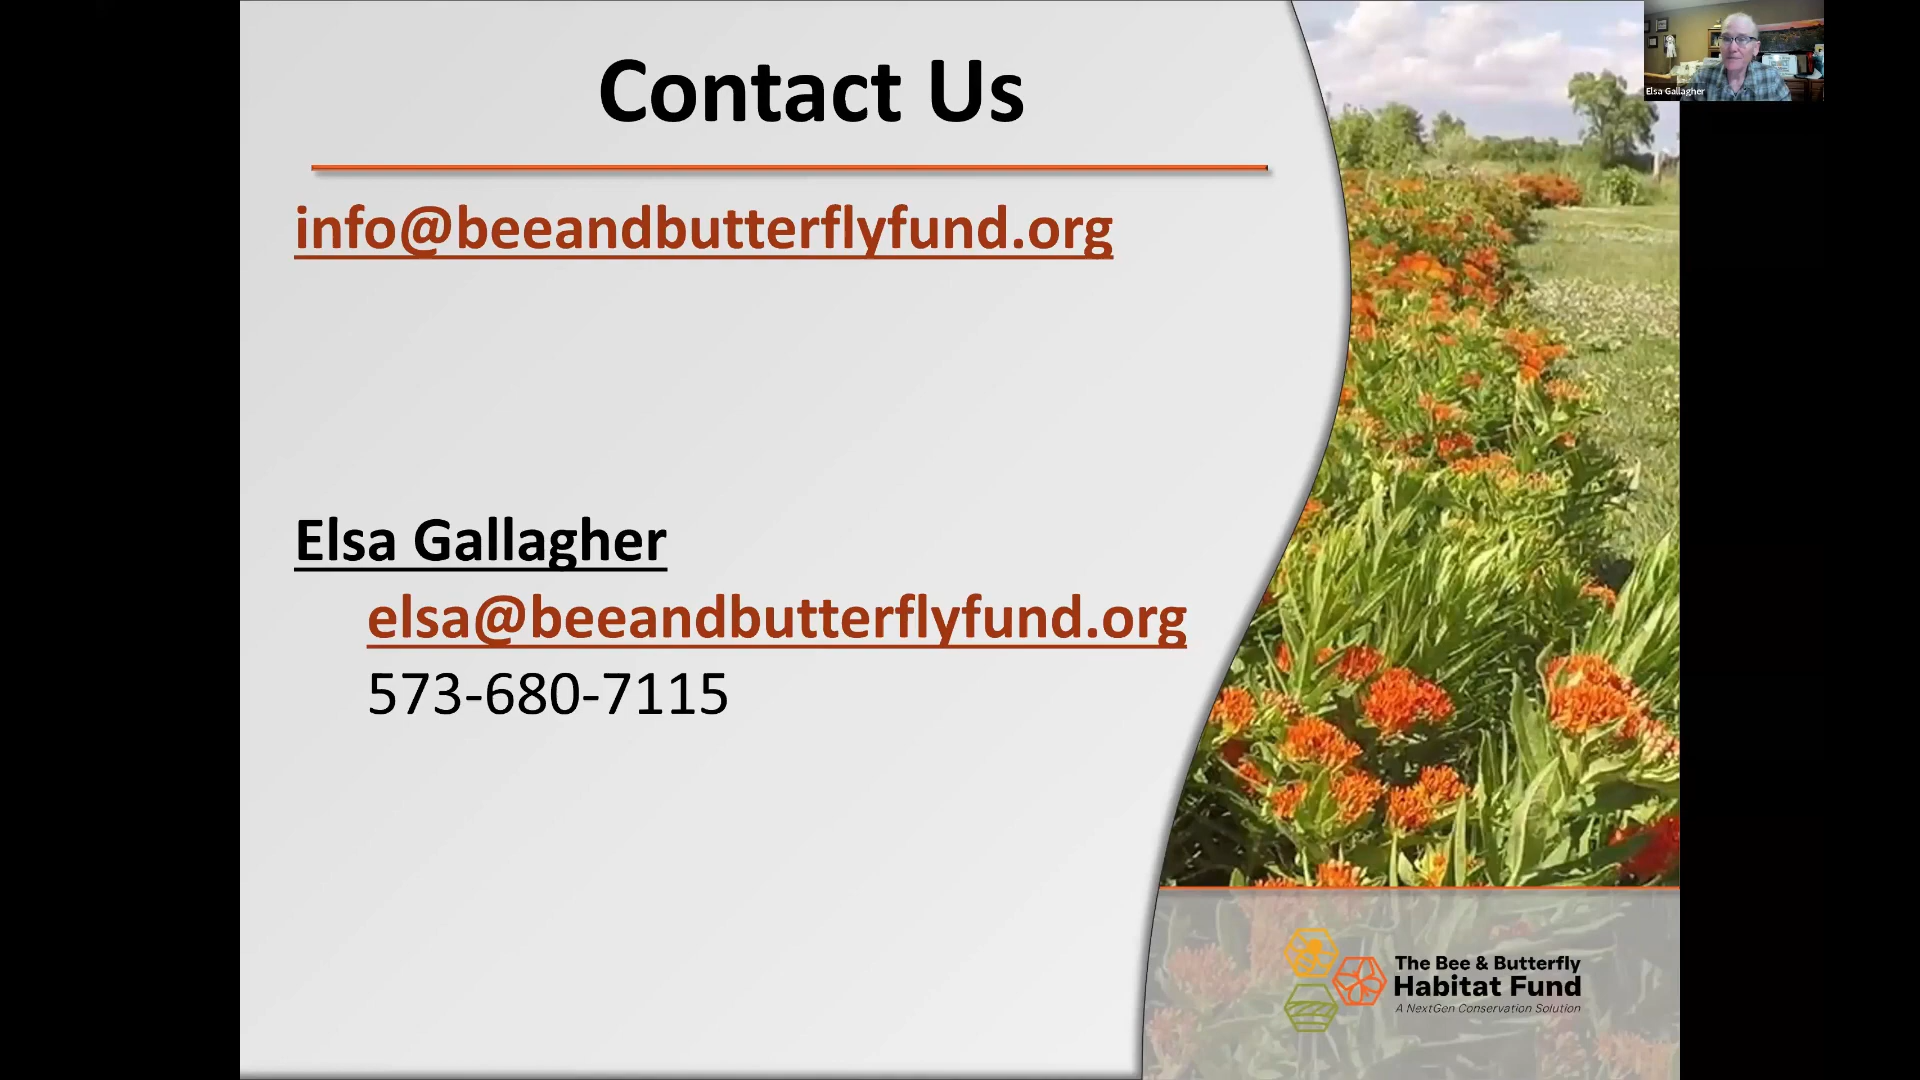 Contact Us
info@beeandbutterflyfund.org
Elsa Gallagher
elsa@beeandbutterflyfund.org
573-680-7115
Elsa Gallagher
The Bee & Butterfly
Habitat Fund
A NextGen Conservation Solution